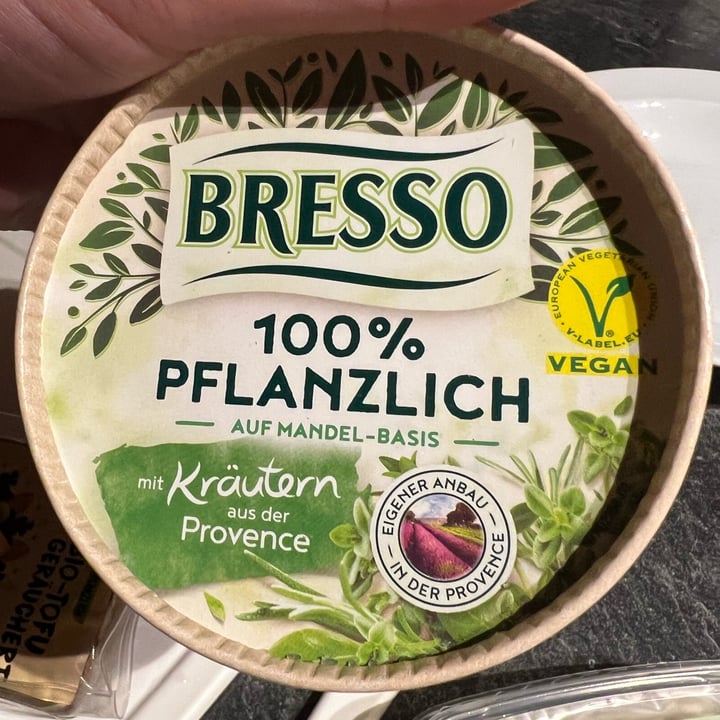 BRESSO
100%
PFLANZLICH
AUF MANDEL-BASIS
mit Kräutern
aus der
Provence
EIGENER ANBAU
IN DER PROVENCE
EUROPEAN VEGETARIAN UNION
V-LABEL.EU
®
VEGAN
BIO-TOFU
GERÄUCHERT